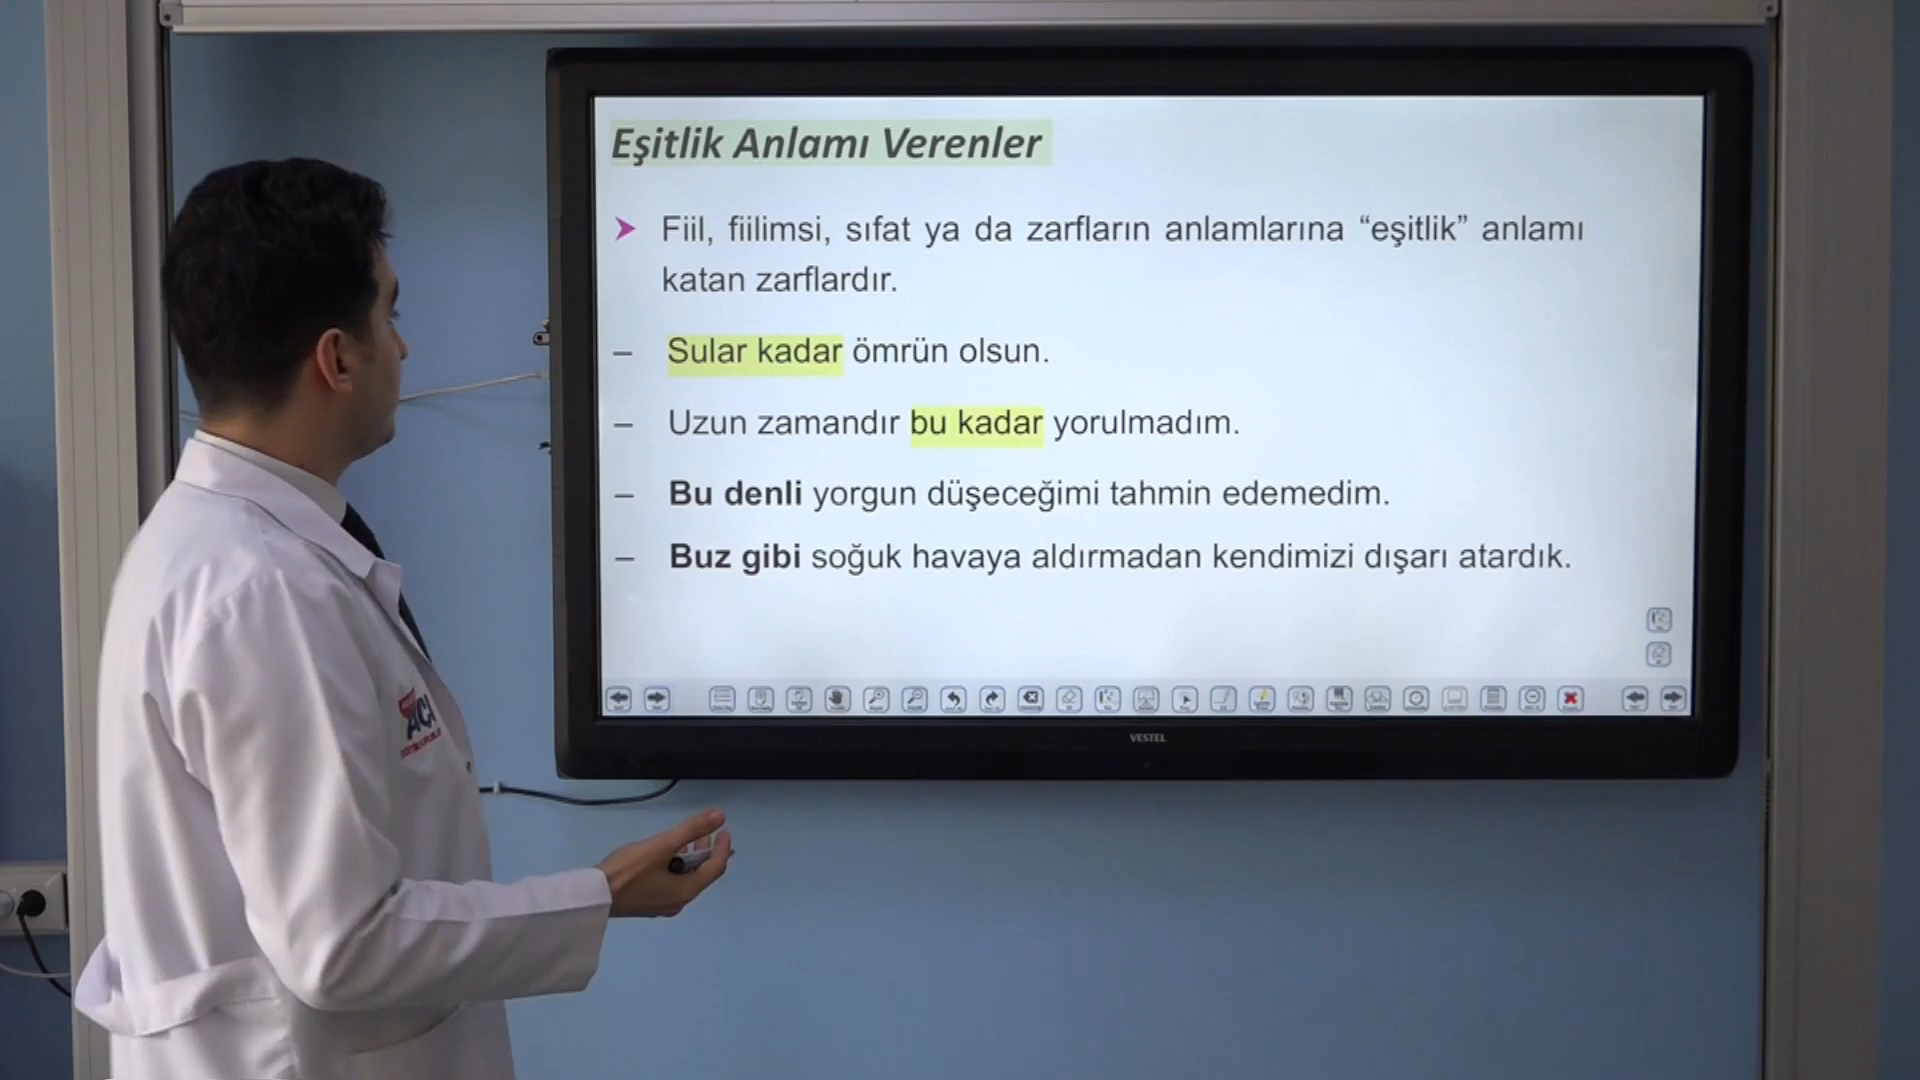 Eşitlik Anlamı Verenler
➤ Fiil, fiilimsi, sıfat ya da zarfların anlamlarına “eşitlik” anlamı
katan zarflardır.
– Sular kadar ömrün olsun.
– Uzun zamandır bu kadar yorulmadım.
– Bu denli yorgun düşeceğimi tahmin edemedim.
– Buz gibi soğuk havaya aldırmadan kendimizi dışarı atardık.
VESTEL